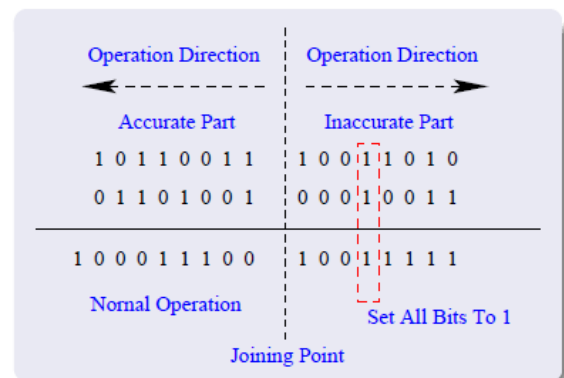 Operation Direction Operation Direction
Accurate Part Inaccurate Part
1 0 1 1 0 0 1 1 1 0 0 1 1 0 1 0
0 1 1 0 1 0 0 1 0 0 0 1 0 0 1 1
1 0 0 0 1 1 1 0 0 1 0 0 1 1 1 1 1
Nornal Operation
Set All Bits To 1
Joining Point